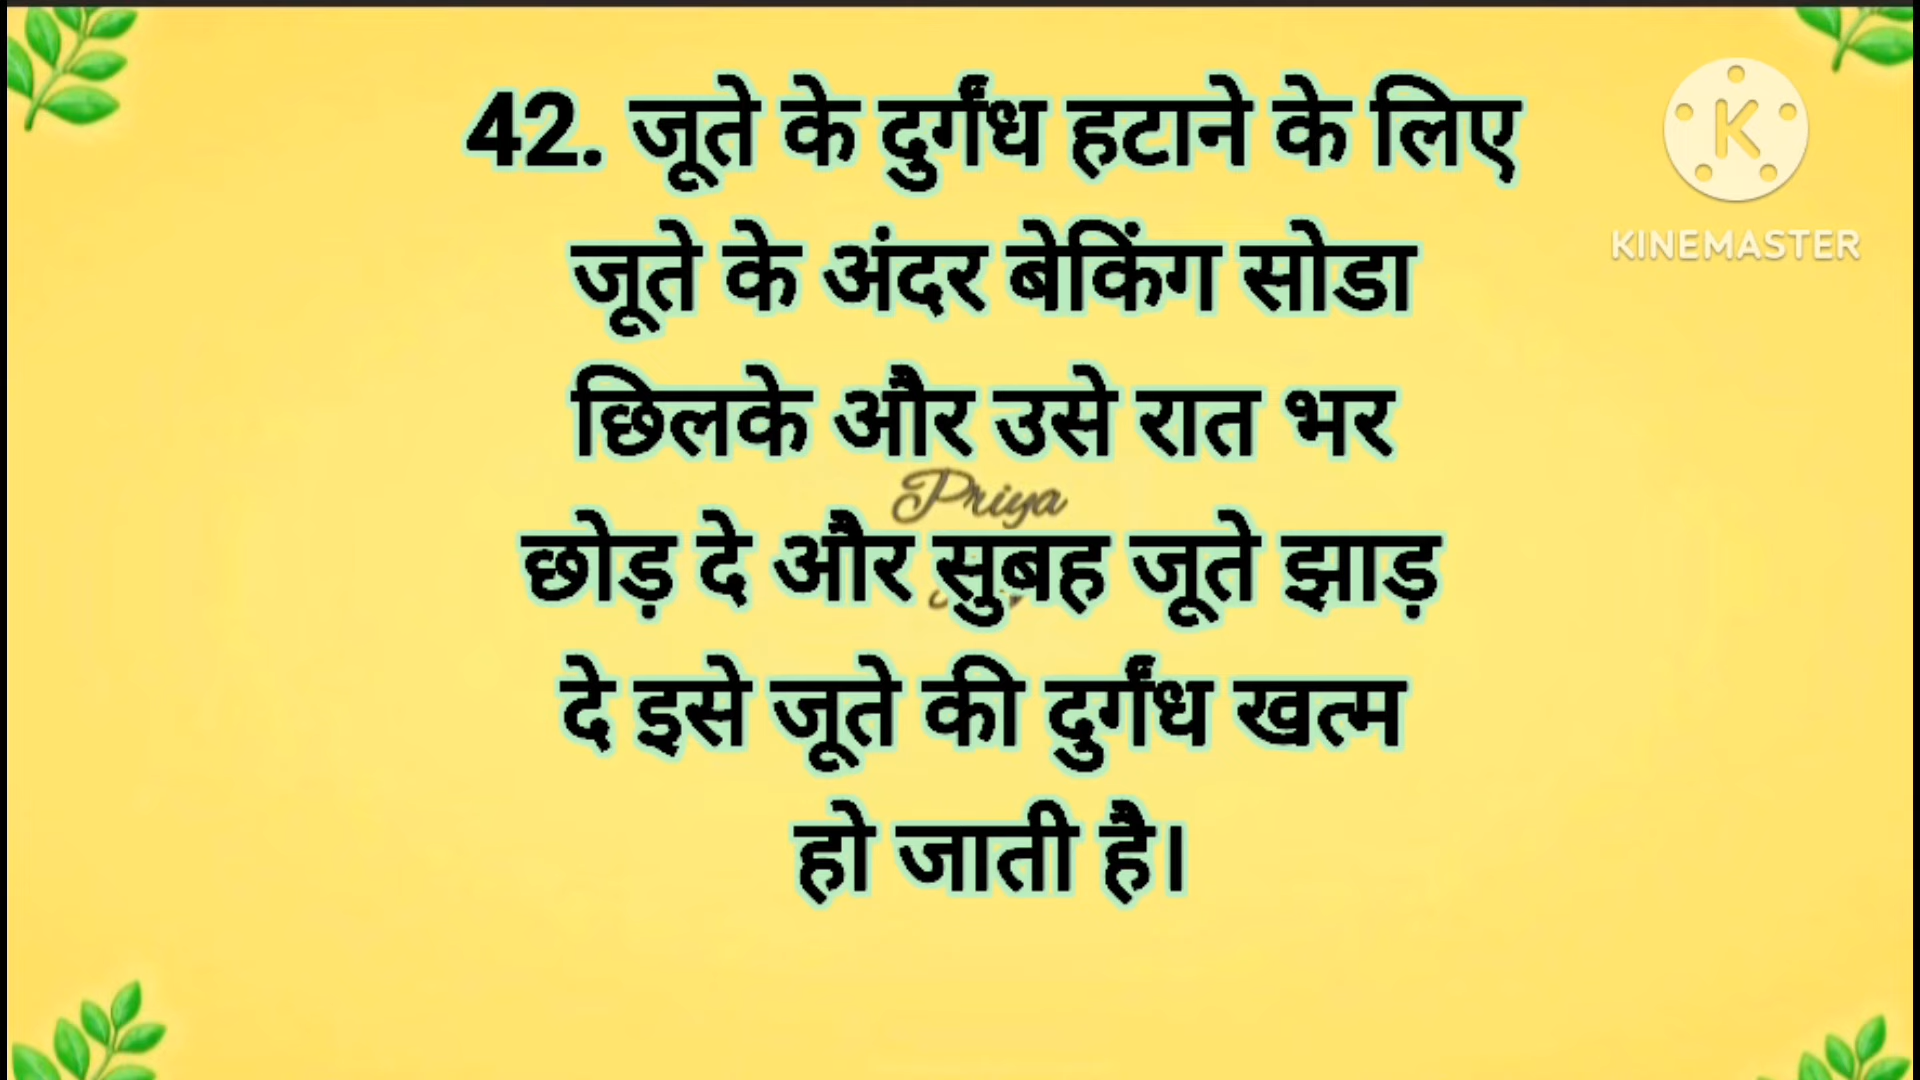 42. जूते के दुर्गंध हटाने के लिए
जूते के अंदर बेकिंग सोडा
छिलके और उसे रात भर
छोड़ दे और सुबह जूते झाड़
दे इसे जूते की दुर्गंध खत्म
हो जाती है।
Priya
KINEMASTER